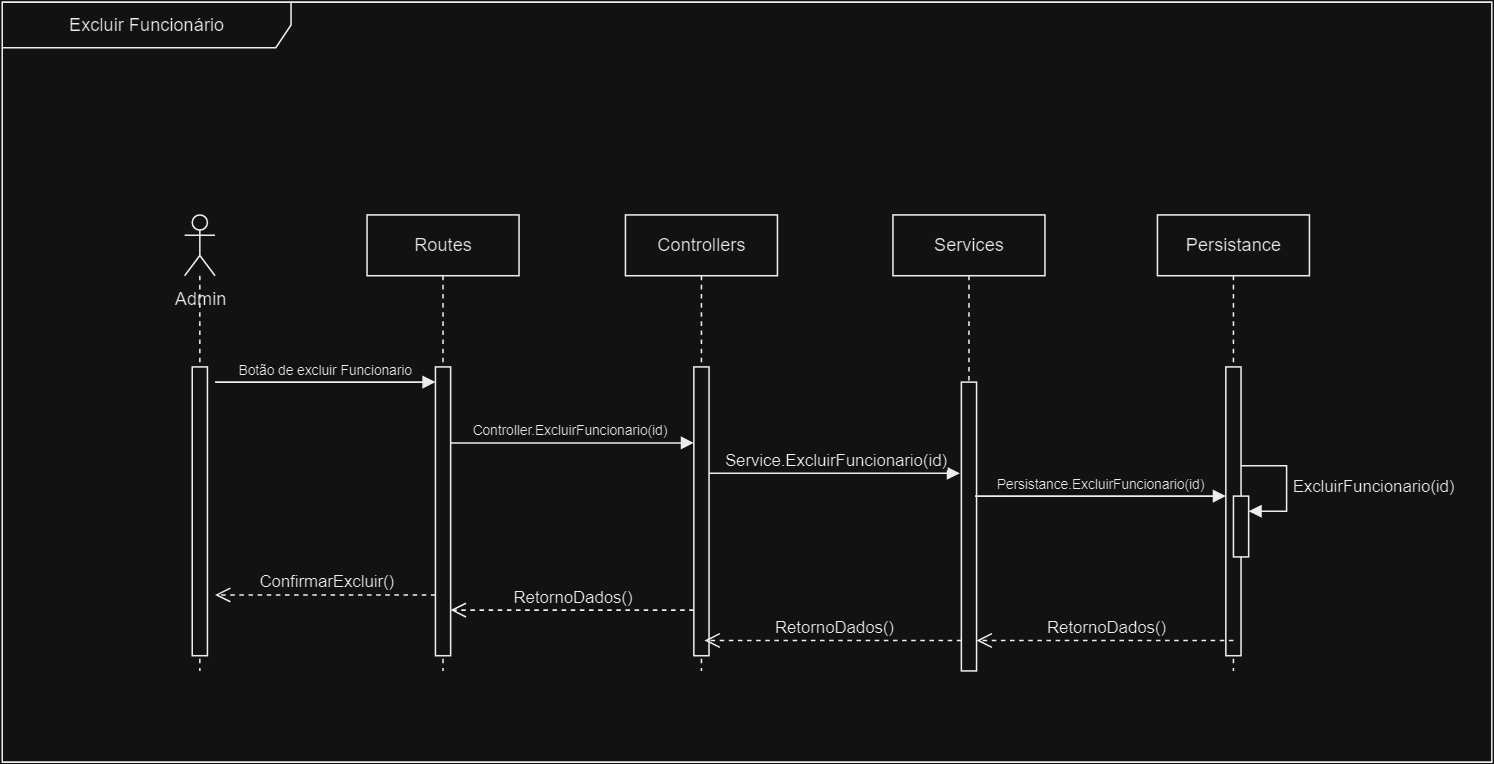 Excluir Funcionário
Routes
Controllers
Services
Persistance
Admin
Botão de excluir Funcionario
Controller.ExcluirFuncionario(id)
Service.ExcluirFuncionario(id)
Persistance.ExcluirFuncionario(id)
ExcluirFuncionario(id)
ConfirmarExcluir()
RetornoDados()
RetornoDados()
RetornoDados()